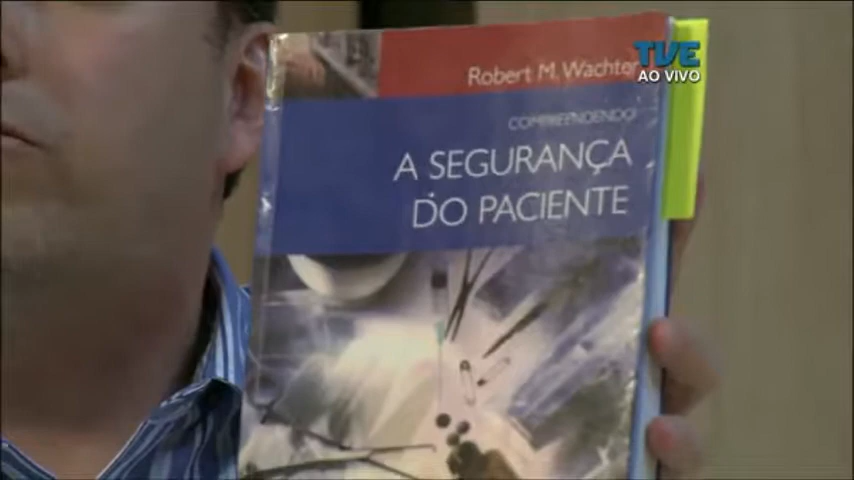 TVE
AO VIVO
Robert M. Wachter
COMPREENDENDO
A SEGURANÇA
DO PACIENTE